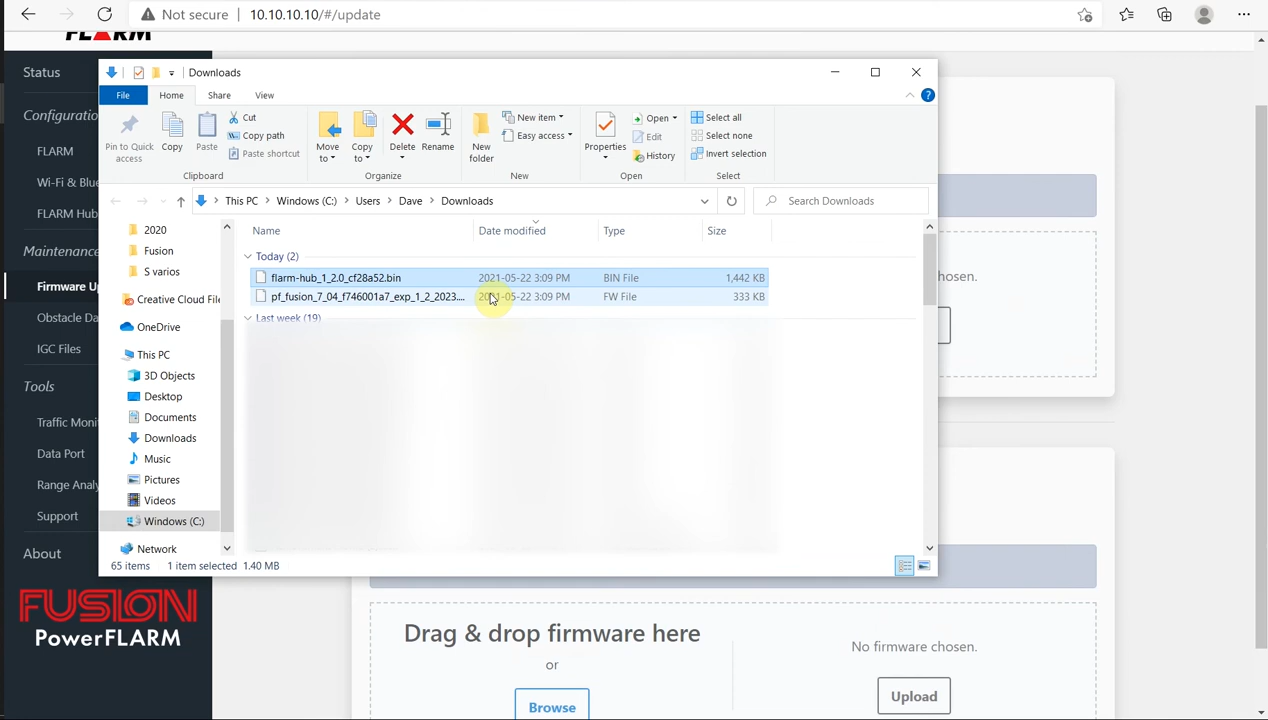 Not secure
10.10.10.10/#/update
FLARM
Status
Configuratio
FLARM
Wi-Fi & Blue
FLARM Hub
Maintenance
Firmware Up
Obstacle Da
IGC Files
Tools
Traffic Moni
Data Port
Range Analy
Support
About
FUSION
PowerFLARM
Downloads
File
Home
Share
View
Pin to Quick access
Copy
Paste
Cut
Copy path
Paste shortcut
Clipboard
Move to
Copy to
Delete
Rename
Organize
New folder
New item
Easy access
New
Properties
Open
Edit
History
Open
Select all
Select none
Invert selection
Select
This PC > Windows (C:) > Users > Dave > Downloads
Search Downloads
2020
Fusion
S varios
Creative Cloud File
OneDrive
This PC
3D Objects
Desktop
Documents
Downloads
Music
Pictures
Videos
Windows (C:)
Network
Name
Date modified
Type
Size
Today (2)
flarm-hub_1_2.0_cf28a52.bin 2021-05-22 3:09 PM BIN File 1,442 KB
pf_fusion_7_04_f746001a7_exp_1_2_2023.... 2021-05-22 3:09 PM FW File 333 KB
Last week (19)
65 items
1 item selected 1.40 MB
hosen.
Drag & drop firmware here
or
Browse
No firmware chosen.
Upload